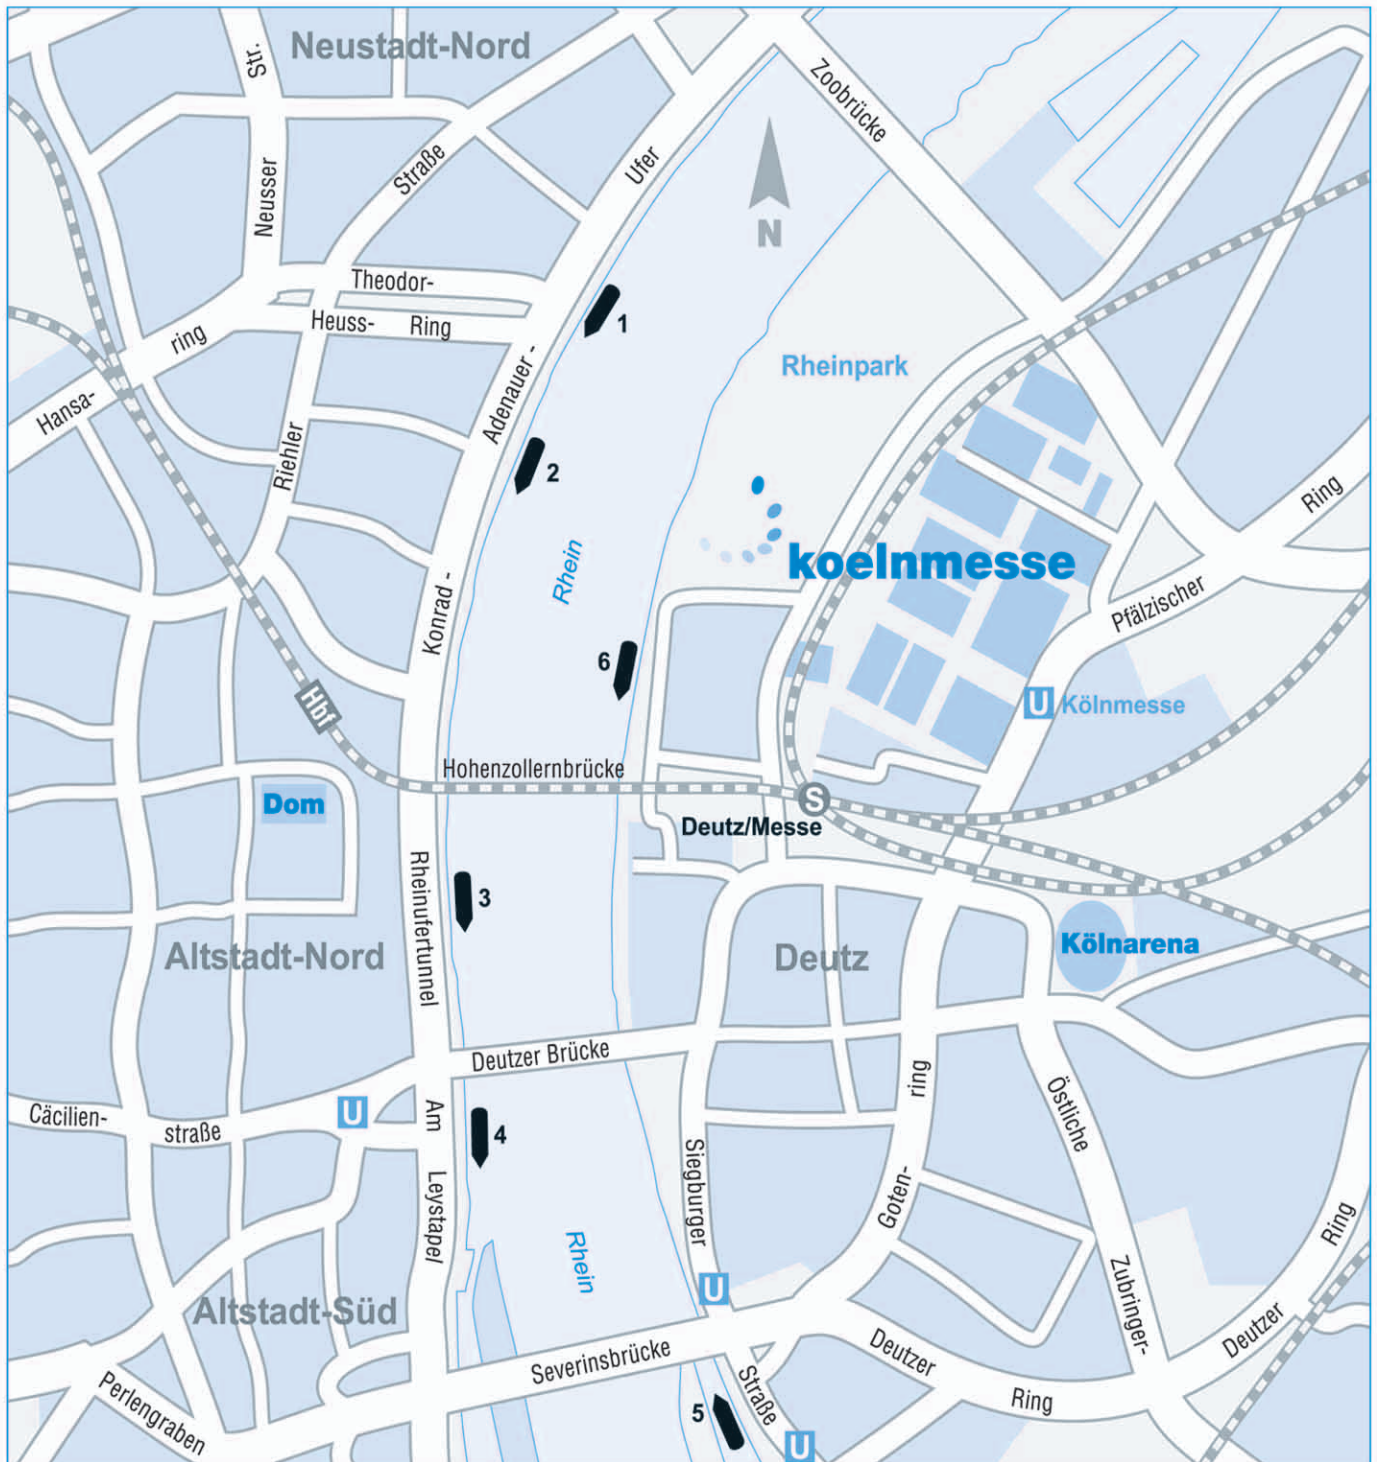 Neustadt-Nord
Str.
Zoobrücke
Ufer
Straße
Neusser
N
Theodor-
Heuss- Ring
ring
1
Adenauer -
Rheinpark
Hansa-
Riehler
2
Ring
koelnmesse
Rhein
Konrad -
Pfälzischer
6
Hbf
U Kölnmesse
Hohenzollernbrücke
Dom
S
Deutz/Messe
Rheinufertunnel
3
Altstadt-Nord
Deutz
Kölnarena
Deutzer Brücke
ring
Östliche
Cäcilien-
straße
U
Am
4
Siegburger
Goten-
Leystapel
Rhein
Ring
U
Zubringer-
Altstadt-Süd
Deutzer
Severinsbrücke
Deutzer
Ring
Perlengraben
Straße
5
U